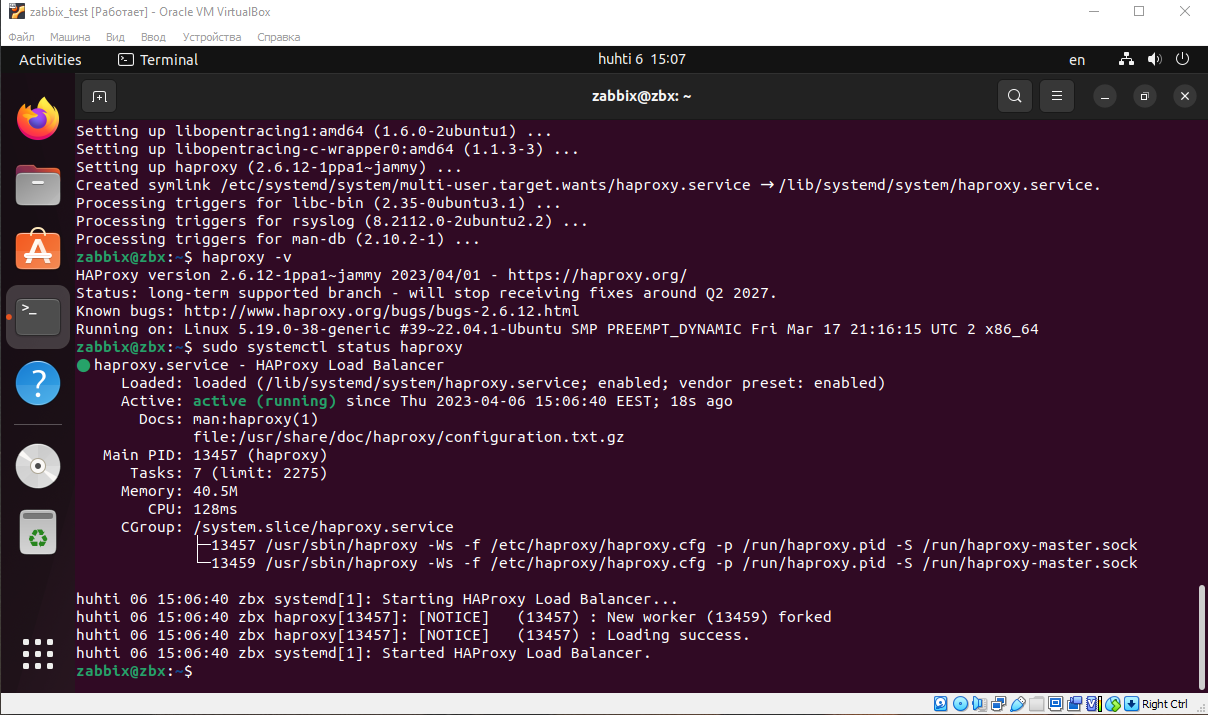 zabbix_test [Работает] - Oracle VM VirtualBox
Файл Машина Вид Ввод Устройства Справка
Activities Terminal huhti 6 15:07 en
zabbix@zbx: ~
Setting up libopentracing1:amd64 (1.6.0-2ubuntu1) ...
Setting up libopentracing-c-wrapper0:amd64 (1.1.3-3) ...
Setting up haproxy (2.6.12-1ppa1~jammy) ...
Created symlink /etc/systemd/system/multi-user.target.wants/haproxy.service → /lib/systemd/system/haproxy.service.
Processing triggers for libc-bin (2.35-0ubuntu3.1) ...
Processing triggers for rsyslog (8.2112.0-2ubuntu2.2) ...
Processing triggers for man-db (2.10.2-1) ...
zabbix@zbx:~$ haproxy -v
HAProxy version 2.6.12-1ppa1~jammy 2023/04/01 - https://haproxy.org/
Status: long-term supported branch - will stop receiving fixes around Q2 2027.
Known bugs: http://www.haproxy.org/bugs/bugs-2.6.12.html
Running on: Linux 5.19.0-38-generic #39~22.04.1-Ubuntu SMP PREEMPT_DYNAMIC Fri Mar 17 21:16:15 UTC 2 x86_64
zabbix@zbx:~$ sudo systemctl status haproxy
● haproxy.service - HAProxy Load Balancer
Loaded: loaded (/lib/systemd/system/haproxy.service; enabled; vendor preset: enabled)
Active: active (running) since Thu 2023-04-06 15:06:40 EEST; 18s ago
Docs: man:haproxy(1)
file:/usr/share/doc/haproxy/configuration.txt.gz
Main PID: 13457 (haproxy)
Tasks: 7 (limit: 2275)
Memory: 40.5M
CPU: 128ms
CGroup: /system.slice/haproxy.service
├─13457 /usr/sbin/haproxy -Ws -f /etc/haproxy/haproxy.cfg -p /run/haproxy.pid -S /run/haproxy-master.sock
└─13459 /usr/sbin/haproxy -Ws -f /etc/haproxy/haproxy.cfg -p /run/haproxy.pid -S /run/haproxy-master.sock
huhti 06 15:06:40 zbx systemd[1]: Starting HAProxy Load Balancer...
huhti 06 15:06:40 zbx haproxy[13457]: [NOTICE]   (13457) : New worker (13459) forked
huhti 06 15:06:40 zbx haproxy[13457]: [NOTICE]   (13457) : Loading success.
huhti 06 15:06:40 zbx systemd[1]: Started HAProxy Load Balancer.
zabbix@zbx:~$
Right Ctrl